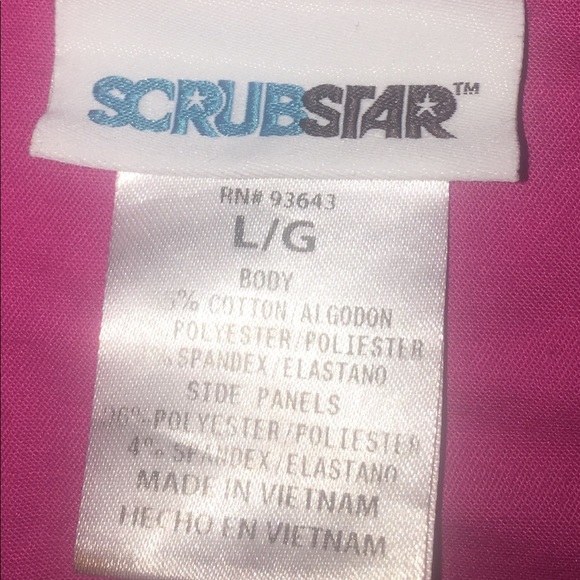 SCRUBSTAR™
RN# 93643
L/G
BODY
% COTTON/ALGODON
POLYESTER/POLIESTER
% SPANDEX/ELASTANO
SIDE PANELS
96% POLYESTER/POLIESTER
4% SPANDEX/ELASTANO
MADE IN VIETNAM
HECHO EN VIETNAM